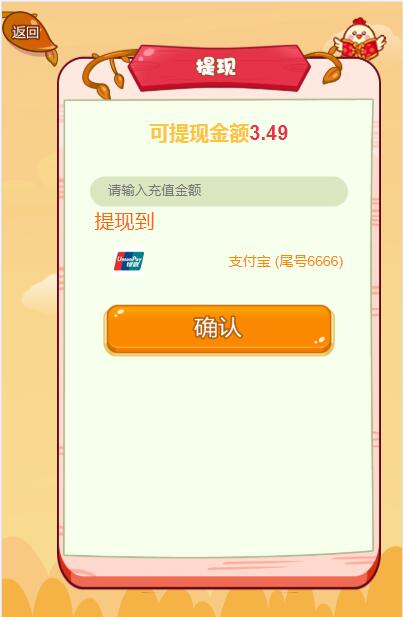 返回
提现
可提现金额3.49
请输入充值金额
提现到
UnionPay
银联
支付宝 (尾号6666)
确认